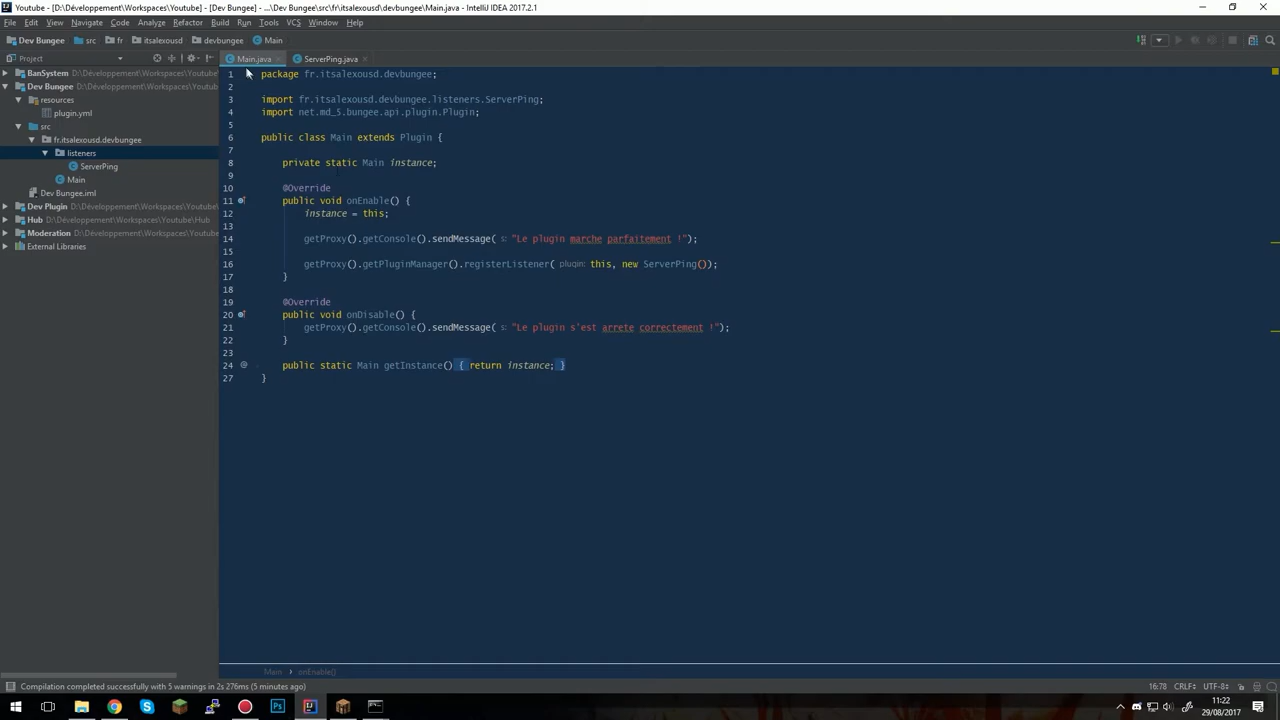 Youtube - [D:\Développement\Workspaces\Youtube] - [Dev Bungee] - ...\Dev Bungee\src\fr\itsalexousd\devbungee\Main.java - IntelliJ IDEA 2017.2.1
File Edit View Navigate Code Analyze Refactor Build Run Tools VCS Window Help
Dev Bungee src fr itsalexousd devbungee Main
Project
Main.java ServerPing.java
BanSystem D:\Développement\Workspaces\Youtube
Dev Bungee D:\Développement\Workspaces\Youtube
resources
plugin.yml
src
fr.itsalexousd.devbungee
listeners
ServerPing
Main
Dev Bungee.iml
Dev Plugin D:\Développement\Workspaces\Youtube
Hub D:\Développement\Workspaces\Youtube\Hub
Moderation D:\Développement\Workspaces\Youtube
External Libraries
1 package fr.itsalexousd.devbungee;
2
3 import fr.itsalexousd.devbungee.listeners.ServerPing;
4 import net.md_5.bungee.api.plugin.Plugin;
5
6 public class Main extends Plugin {
7
8 private static Main instance;
9
10 @Override
11 public void onEnable() {
12 instance = this;
13
14 getProxy().getConsole().sendMessage( s: "Le plugin marche parfaitement !");
15
16 getProxy().getPluginManager().registerListener( plugin: this, new ServerPing());
17 }
18
19 @Override
20 public void onDisable() {
21 getProxy().getConsole().sendMessage( s: "Le plugin s'est arrete correctement !");
22 }
23
24 public static Main getInstance() { return instance; }
27 }
Main onEnable()
Compilation completed successfully with 5 warnings in 2s 276ms (5 minutes ago)
16:78 CRLF÷ UTF-8÷
11:22
29/08/2017